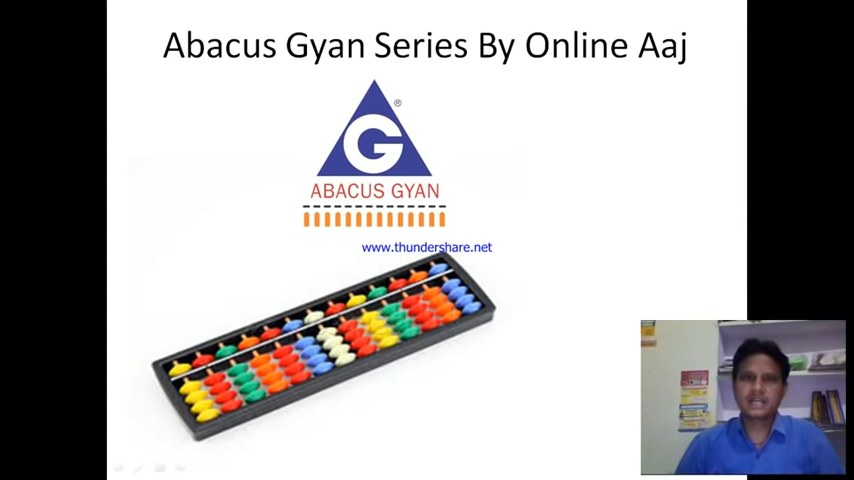 Abacus Gyan Series By Online Aaj
G
®
ABACUS GYAN
www.thundershare.net